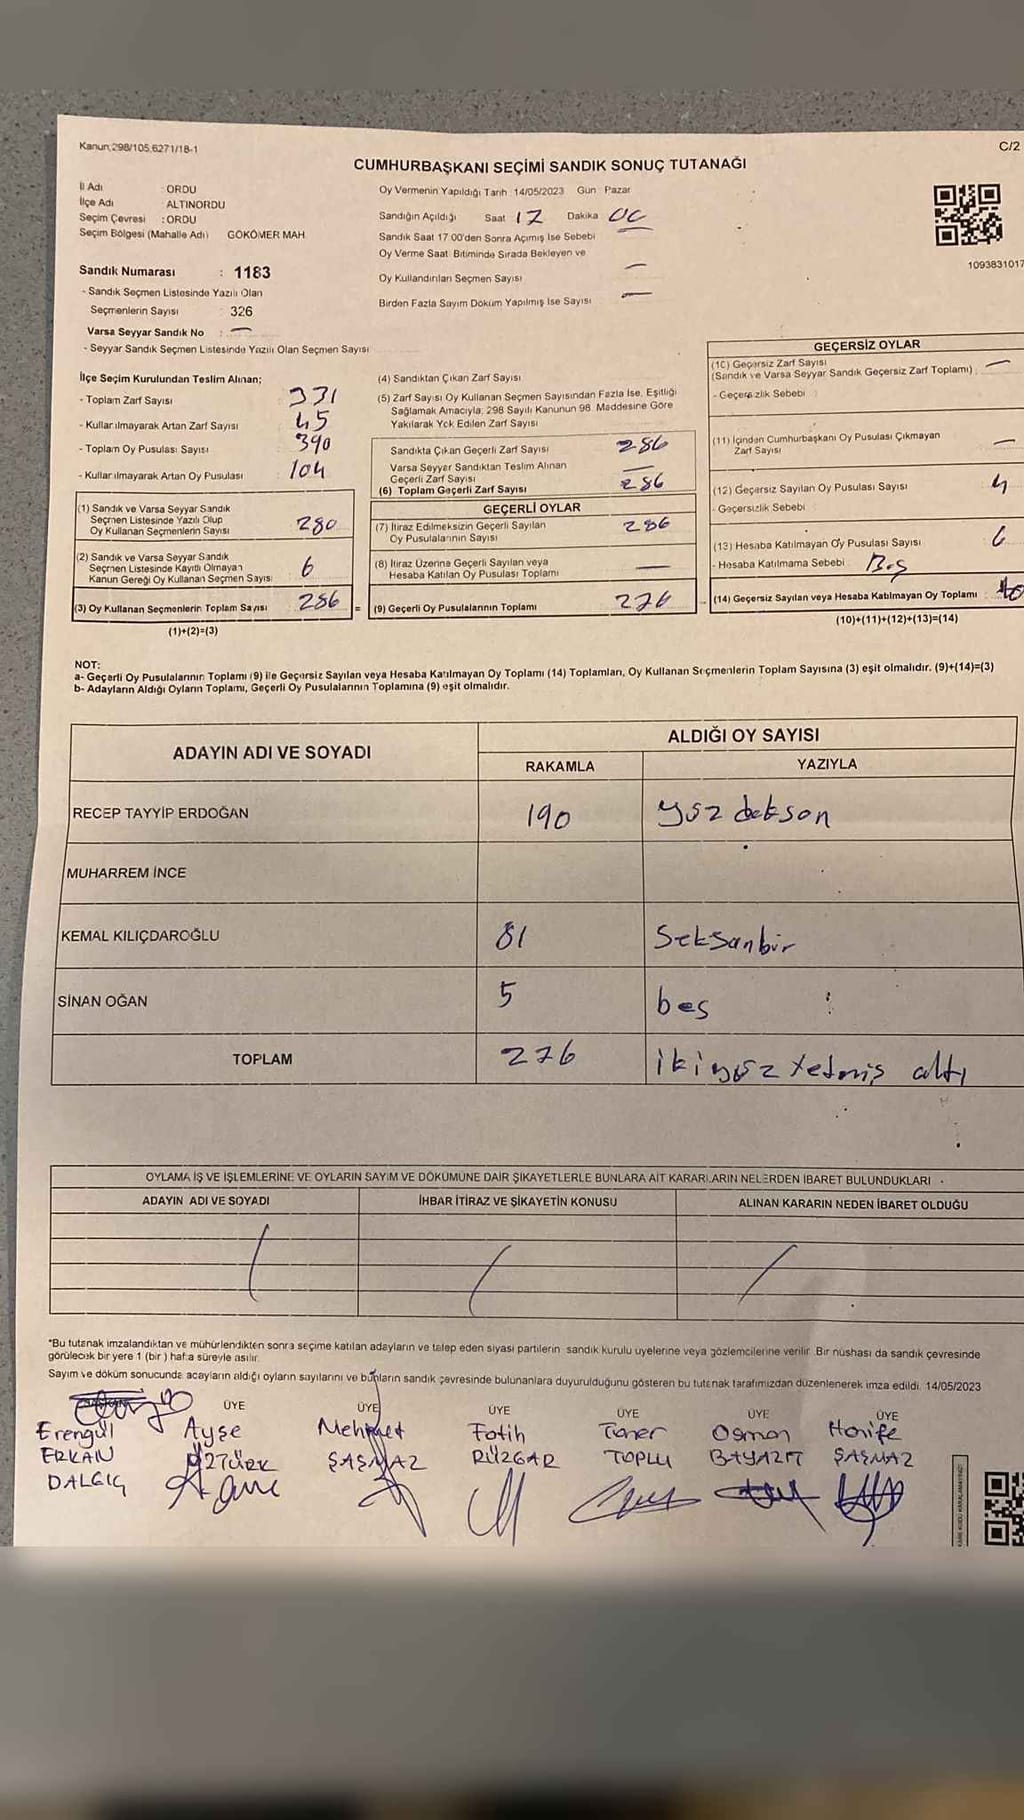 Kanun;298/105,6271/18-1
C/2
CUMHURBAŞKANI SEÇİMİ SANDIK SONUÇ TUTANAĞI
İl Adı : ORDU
İlçe Adı : ALTINORDU
Seçim Çevresi : ORDU
Seçim Bölgesi (Mahalle Adı) GÖKÖMER MAH.
Sandık Numarası : 1183
- Sandık Seçmen Listesinde Yazılı Olan
Seçmenlerin Sayısı : 326
Varsa Seyyar Sandık No : —
- Seyyar Sandık Seçmen Listesinde Yazılı Olan Seçmen Sayısı
Oy Vermenin Yapıldığı Tarih 14/05/2023 Gün Pazar
Sandığın Açıldığı Saat 17 Dakika 00
Sandık Saat 17:00'den Sonra Açımış İse Sebebi
Oy Verme Saat Bitiminde Sırada Bekleyen ve
Oy Kullandırılan Seçmen Sayısı —
Birden Fazla Sayım Döküm Yapılmış İse Sayısı —
1093831017
İlçe Seçim Kurulundan Teslim Alınan;
- Toplam Zarf Sayısı 331
- Kullanılmayarak Artan Zarf Sayısı 45
- Toplam Oy Pusulası Sayısı 390
- Kullanılmayarak Artan Oy Pusulası 104
(1) Sandık ve Varsa Seyyar Sandık
Seçmen Listesinde Yazılı Olup
Oy Kullanan Seçmenlerin Sayısı 280
(2) Sandık ve Varsa Seyyar Sandık
Seçmen Listesinde Kayıtlı Olmayan
Kanun Gereği Oy Kullanan Seçmen Sayısı 6
(3) Oy Kullanan Seçmenlerin Toplam Sayısı 286 =
(1)+(2)=(3)
(4) Sandıktan Çıkan Zarf Sayısı
(5) Zarf Sayısı Oy Kullanan Seçmen Sayısından Fazla İse, Eşitliği
Sağlamak Amacıyla, 298 Sayılı Kanunun 98. Maddesine Göre
Yakılarak Yok Edilen Zarf Sayısı
Sandıkta Çıkan Geçerli Zarf Sayısı 286
Varsa Seyyar Sandıktan Teslim Alınan
Geçerli Zarf Sayısı —
(6) Toplam Geçerli Zarf Sayısı 286
GEÇERLİ OYLAR
(7) İtiraz Edilmeksizin Geçerli Sayılan
Oy Pusulalarının Sayısı 286
(8) İtiraz Üzerine Geçerli Sayılan veya
Hesaba Katılan Oy Pusulası Toplamı —
(9) Geçerli Oy Pusulalarının Toplamı 276
GEÇERSİZ OYLAR
(10) Geçersiz Zarf Sayısı
(Sandık ve Varsa Seyyar Sandık Geçersiz Zarf Toplamı) : —
- Geçersizlik Sebebi
(11) İçinden Cumhurbaşkanı Oy Pusulası Çıkmayan
Zarf Sayısı —
(12) Geçersiz Sayılan Oy Pusulası Sayısı 4
- Geçersizlik Sebebi
(13) Hesaba Katılmayan Oy Pusulası Sayısı 6
- Hesaba Katılmama Sebebi : Boş
(14) Geçersiz Sayılan veya Hesaba Katılmayan Oy Toplamı :
(10)+(11)+(12)+(13)=(14)
NOT:
a- Geçerli Oy Pusulalarının Toplamı (9) ile Geçersiz Sayılan veya Hesaba Katılmayan Oy Toplamı (14) Toplamları, Oy Kullanan Seçmenlerin Toplam Sayısına (3) eşit olmalıdır. (9)+(14)=(3)
b- Adayların Aldığı Oyların Toplamı, Geçerli Oy Pusulalarının Toplamına (9) eşit olmalıdır.
ADAYIN ADI VE SOYADI
ALDIĞI OY SAYISI
RAKAMLA YAZIYLA
RECEP TAYYİP ERDOĞAN 190 yüz doksan
MUHARREM İNCE
KEMAL KILIÇDAROĞLU 81 Seksanbir
SİNAN OĞAN 5 beş
TOPLAM 276 ikiyüz yetmiş altı
OYLAMA İŞ VE İŞLEMLERİNE VE OYLARIN SAYIM VE DÖKÜMÜNE DAİR ŞİKAYETLERLE BUNLARA AİT KARARLARIN NELERDEN İBARET BULUNDUKLARI
ADAYIN ADI VE SOYADI İHBAR İTİRAZ VE ŞİKAYETİN KONUSU ALINAN KARARIN NEDEN İBARET OLDUĞU
*Bu tutanak imzalandıktan ve mühürlendikten sonra seçime katılan adayların ve talep eden siyasi partilerin sandık kurulu üyelerine veya gözlemcilerine verilir. Bir nüshası da sandık çevresinde
görülecek bir yere 1 (bir) hafta süreyle asılır.
Sayım ve döküm sonucunda adayların aldığı oyların sayılarını ve bunların sandık çevresinde bulunanlara duyurulduğunu gösteren bu tutanak tarafımızdan düzenlenerek imza edildi. 14/05/2023
ÜYE ÜYE ÜYE ÜYE ÜYE ÜYE
Erengül Ayşe Mehmet Fatih Taner Osman Hanife
ERKAN ÖZTÜRK ŞAŞMAZ RÜZGAR TOPLU BAYAZIT ŞAŞMAZ
DALGIÇ